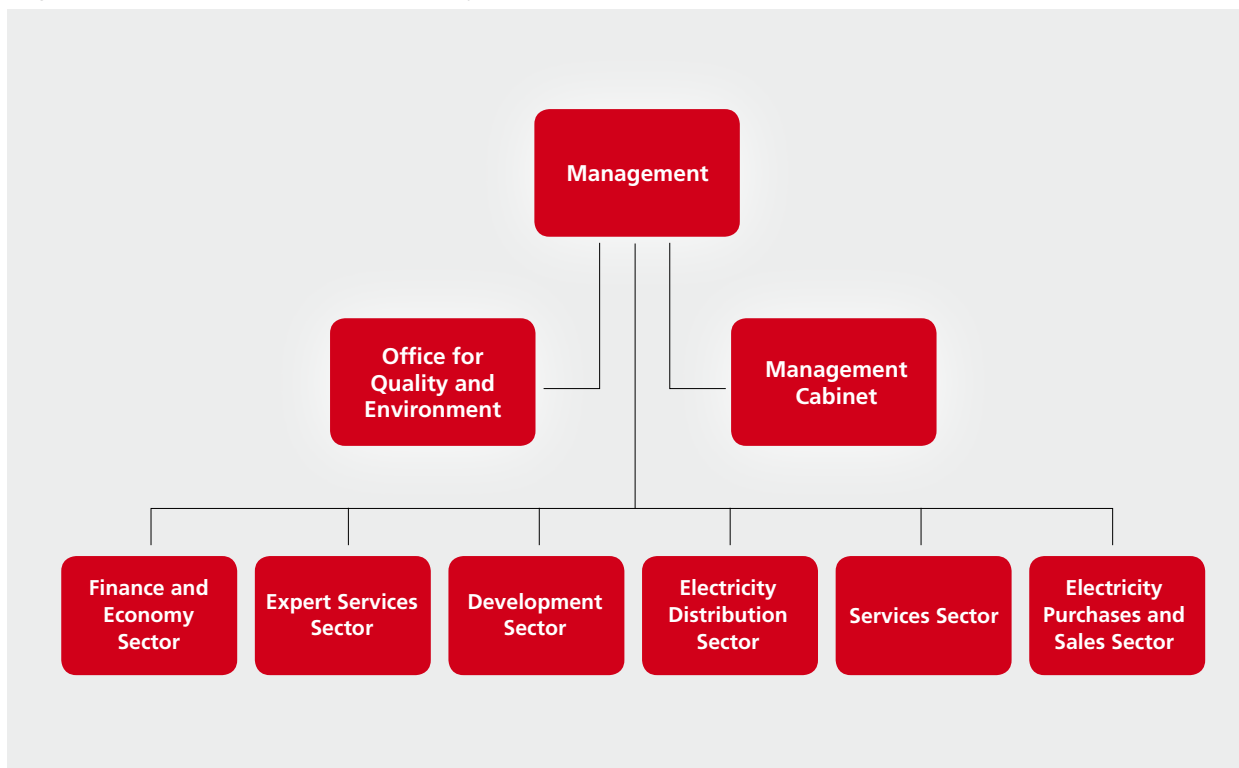 Management
Office for
Quality and
Environment
Management
Cabinet
Finance and
Economy
Sector
Expert Services
Sector
Development
Sector
Electricity
Distribution
Sector
Services Sector
Electricity
Purchases and
Sales Sector